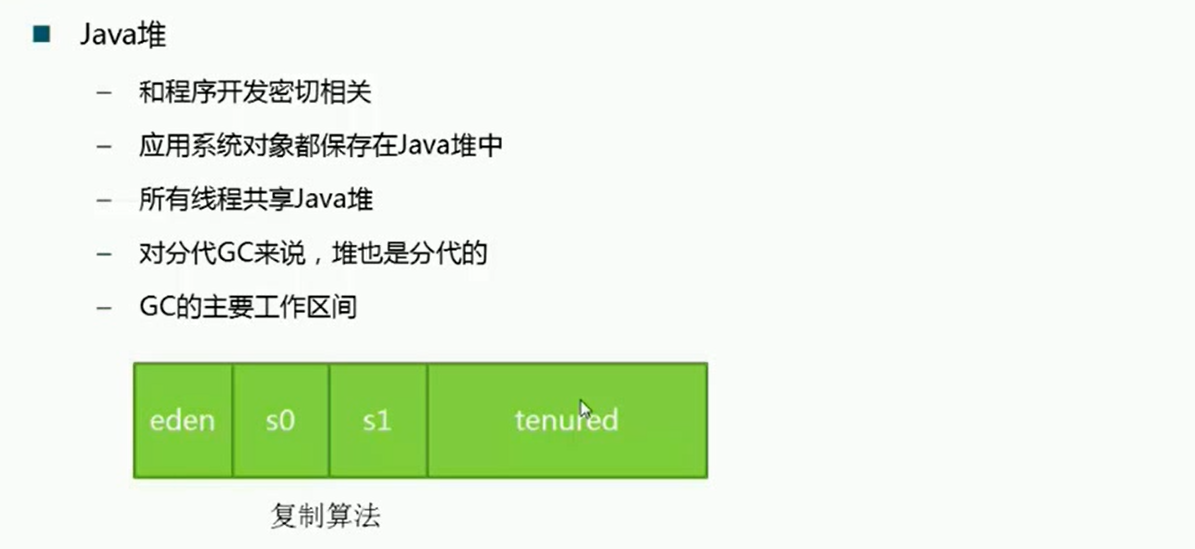 Java堆
– 和程序开发密切相关
– 应用系统对象都保存在Java堆中
– 所有线程共享Java堆
– 对分代GC来说，堆也是分代的
– GC的主要工作区间
eden s0 s1 tenured
复制算法